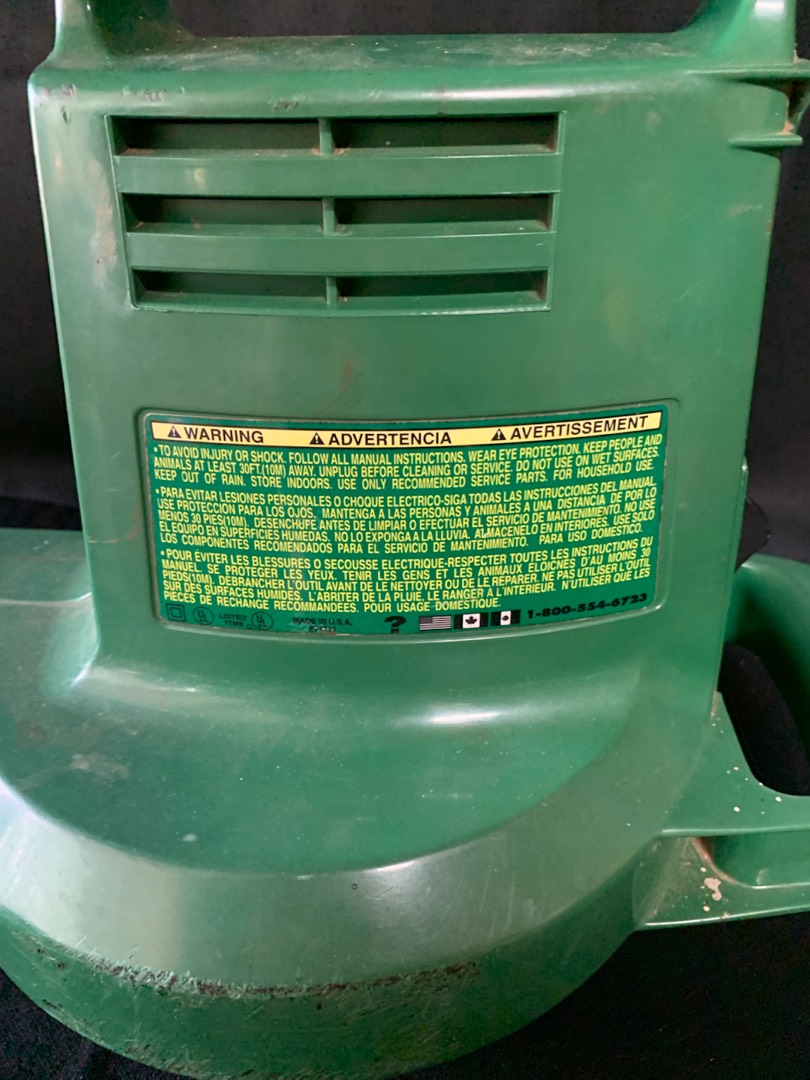 WARNING ADVERTENCIA AVERTISSEMENT
• TO AVOID INJURY OR SHOCK. FOLLOW ALL MANUAL INSTRUCTIONS. WEAR EYE PROTECTION. KEEP PEOPLE AND
ANIMALS AT LEAST 30FT.(10M) AWAY. UNPLUG BEFORE CLEANING OR SERVICE. DO NOT USE ON WET SURFACES.
KEEP OUT OF RAIN. STORE INDOORS. USE ONLY RECOMMENDED SERVICE PARTS. FOR HOUSEHOLD USE.
• PARA EVITAR LESIONES PERSONALES O CHOQUE ELECTRICO-SIGA TODAS LAS INSTRUCCIONES DEL MANUAL
USE PROTECCION PARA LOS OJOS. MANTENGA A LAS PERSONAS Y ANIMALES A UNA DISTANCIA DE POR LO
MENOS 30 PIES(10M). DESENCHUFE ANTES DE LIMPIAR O EFECTUAR EL SERVICIO DE MANTENIMIENTO. NO USE
EL EQUIPO EN SUPERFICIES HUMEDAS. NO LO EXPONGA A LA LLUVIA. ALMACENELO EN INTERIORES. USE SOLO
LOS COMPONENTES RECOMENDADOS PARA EL SERVICIO DE MANTENIMIENTO. PARA USO DOMESTICO.
• POUR EVITER LES BLESSURES O SECOUSSE ELECTRIQUE-RESPECTER TOUTES LES INSTRUCTIONS DU
MANUEL SE PROTEGER LES YEUX. TENIR LES GENS ET LES ANIMAUX ELOICNES D'AU MOINS 30
PIEDS(10M). DEBRANCHER L'OUTIL AVANT DE LE NETTOYER OU DE LE REPARER. NE PAS UTILISER L'OUTIL
SUR DES SURFACES HUMIDES. L'ABRITER DE LA PLUIE. LE RANGER A L'INTERIEUR. N'UTILISER QUE LES
PIECES DE RECHANGE RECOMMANDEES. POUR USAGE DOMESTIQUE.
UL LISTED UL MADE IN U.S.A. ? 1-800-554-6723